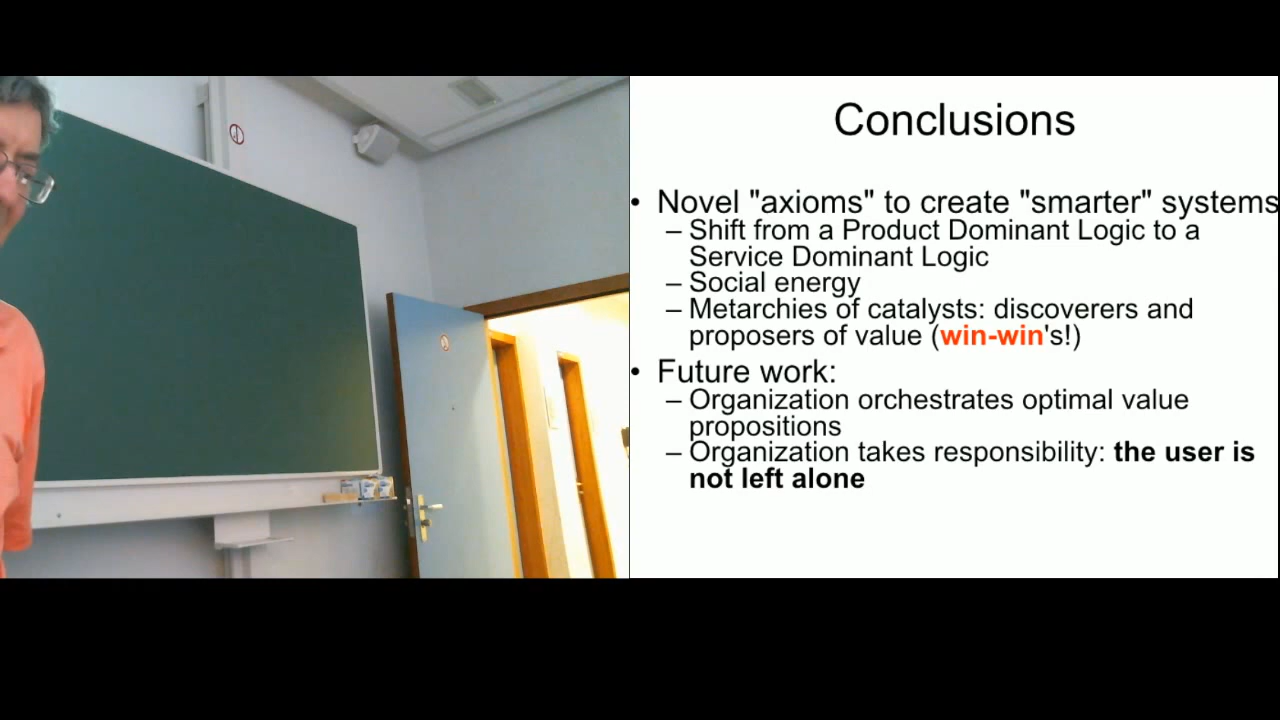 Conclusions
• Novel "axioms" to create "smarter" systems
– Shift from a Product Dominant Logic to a
Service Dominant Logic
– Social energy
– Metarchies of catalysts: discoverers and
proposers of value (win-win's!)
• Future work:
– Organization orchestrates optimal value
propositions
– Organization takes responsibility: the user is
not left alone